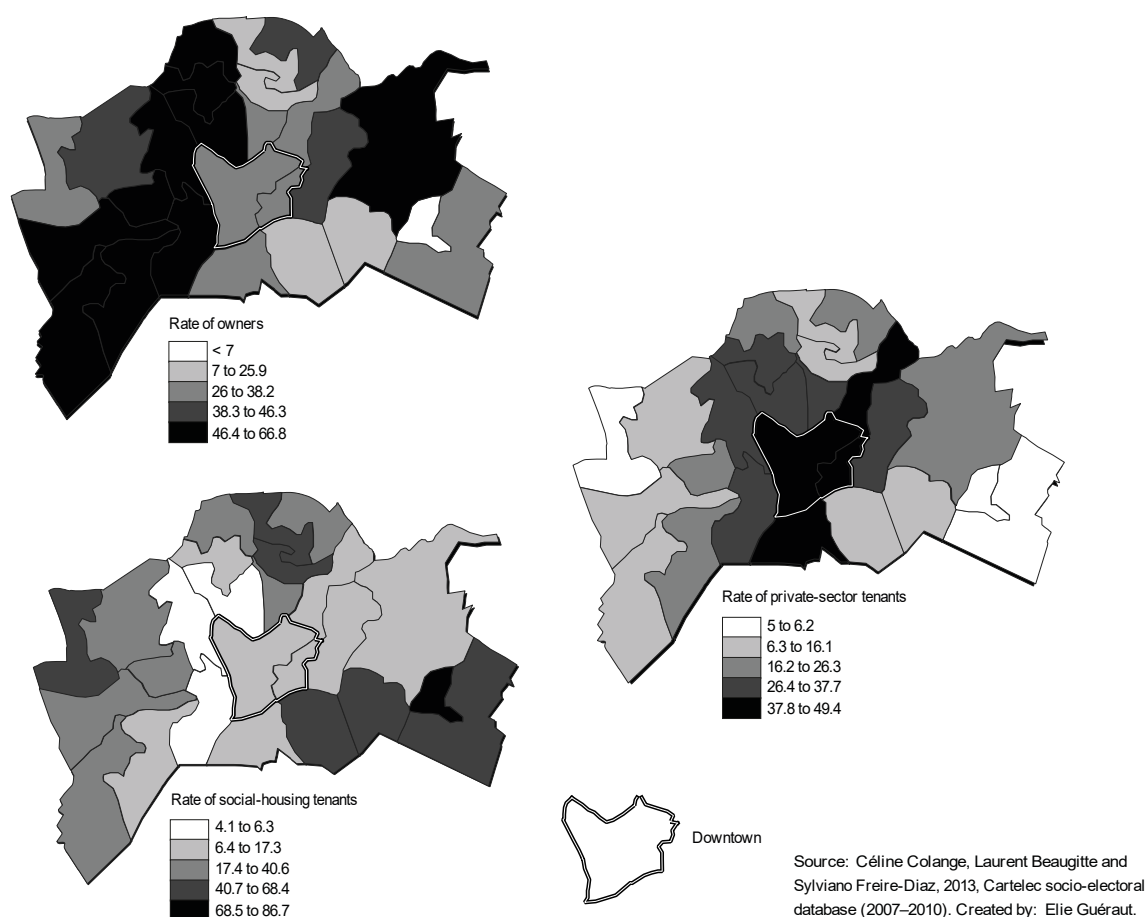 Rate of owners
< 7
7 to 25.9
26 to 38.2
38.3 to 46.3
46.4 to 66.8
Rate of private-sector tenants
5 to 6.2
6.3 to 16.1
16.2 to 26.3
26.4 to 37.7
37.8 to 49.4
Rate of social-housing tenants
4.1 to 6.3
6.4 to 17.3
17.4 to 40.6
40.7 to 68.4
68.5 to 86.7
Downtown
Source: Céline Colange, Laurent Beaugitte and
Sylviano Freire-Diaz, 2013, Cartelec socio-electoral
database (2007–2010). Created by: Elie Guéraut.